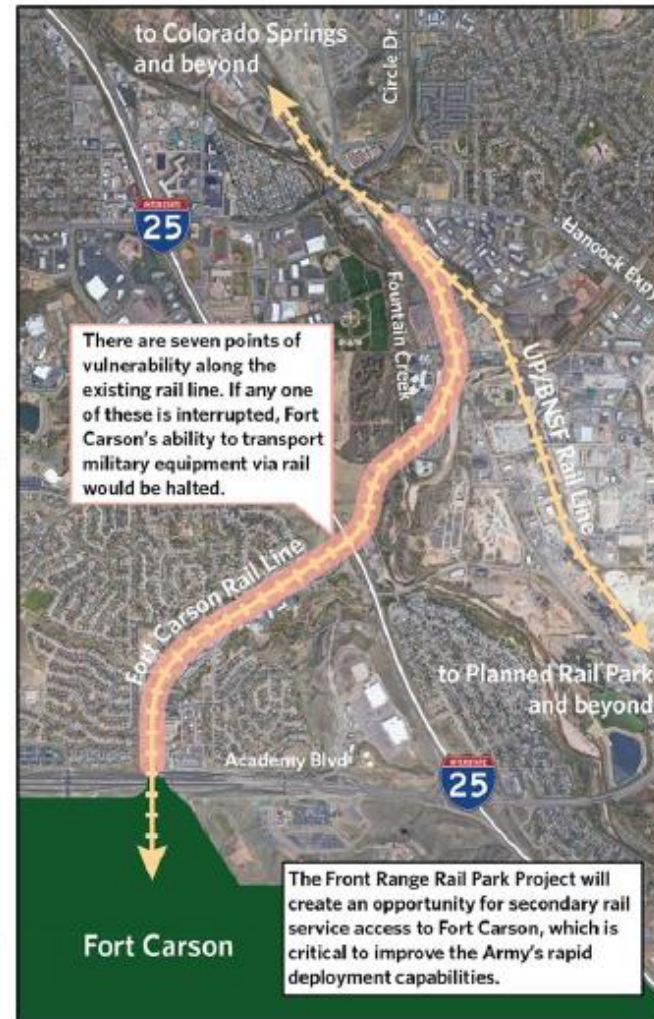 to Colorado Springs
and beyond
Circle Dr
INTERSTATE
25
Hancock Expy
Fountain Creek
There are seven points of
vulnerability along the
existing rail line. If any one
of these is interrupted, Fort
Carson's ability to transport
military equipment via rail
would be halted.
UP/BNSF Rail Line
Fort Carson Rail Line
to Planned Rail Park
and beyond
Academy Blvd
INTERSTATE
25
The Front Range Rail Park Project will
create an opportunity for secondary rail
service access to Fort Carson, which is
critical to improve the Army's rapid
deployment capabilities.
Fort Carson